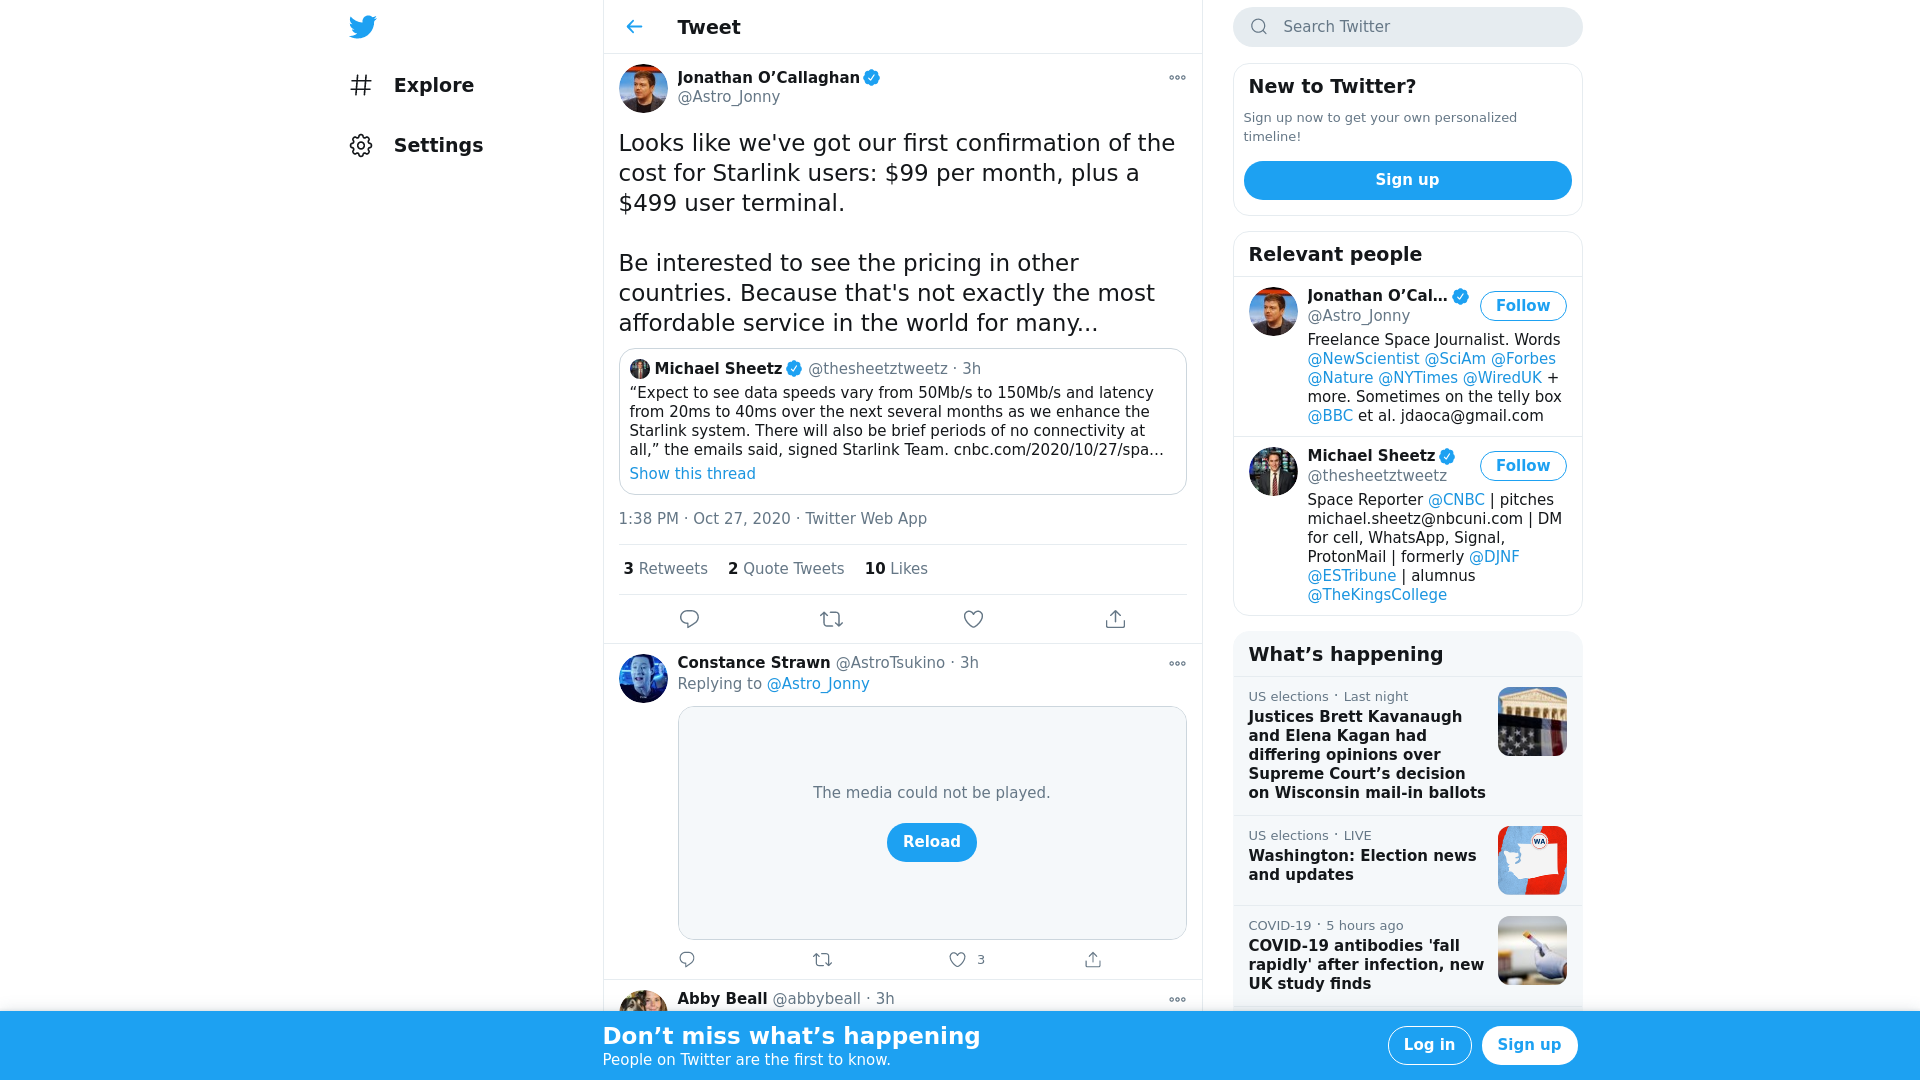 Explore
Settings
Tweet
Jonathan O’Callaghan
@Astro_Jonny
Looks like we've got our first confirmation of the
cost for Starlink users: $99 per month, plus a
$499 user terminal.
Be interested to see the pricing in other
countries. Because that's not exactly the most
affordable service in the world for many...
Michael Sheetz @thesheetztweetz · 3h
“Expect to see data speeds vary from 50Mb/s to 150Mb/s and latency
from 20ms to 40ms over the next several months as we enhance the
Starlink system. There will also be brief periods of no connectivity at
all,” the emails said, signed Starlink Team. cnbc.com/2020/10/27/spa…
Show this thread
1:38 PM · Oct 27, 2020 · Twitter Web App
3 Retweets 2 Quote Tweets 10 Likes
Constance Strawn @AstroTsukino · 3h
Replying to @Astro_Jonny
The media could not be played.
Reload
3
Abby Beall @abbybeall · 3h
Search Twitter
New to Twitter?
Sign up now to get your own personalized
timeline!
Sign up
Relevant people
Jonathan O’Cal…
@Astro_Jonny
Follow
Freelance Space Journalist. Words
@NewScientist @SciAm @Forbes
@Nature @NYTimes @WiredUK +
more. Sometimes on the telly box
@BBC et al. jdaoca@gmail.com
Michael Sheetz
@thesheetztweetz
Follow
Space Reporter @CNBC | pitches
michael.sheetz@nbcuni.com | DM
for cell, WhatsApp, Signal,
ProtonMail | formerly @DJNF
@ESTribune | alumnus
@TheKingsCollege
What’s happening
US elections · Last night
Justices Brett Kavanaugh
and Elena Kagan had
differing opinions over
Supreme Court’s decision
on Wisconsin mail-in ballots
US elections · LIVE
Washington: Election news
and updates
WA
COVID-19 · 5 hours ago
COVID-19 antibodies 'fall
rapidly' after infection, new
UK study finds
Don’t miss what’s happening
People on Twitter are the first to know.
Log in
Sign up